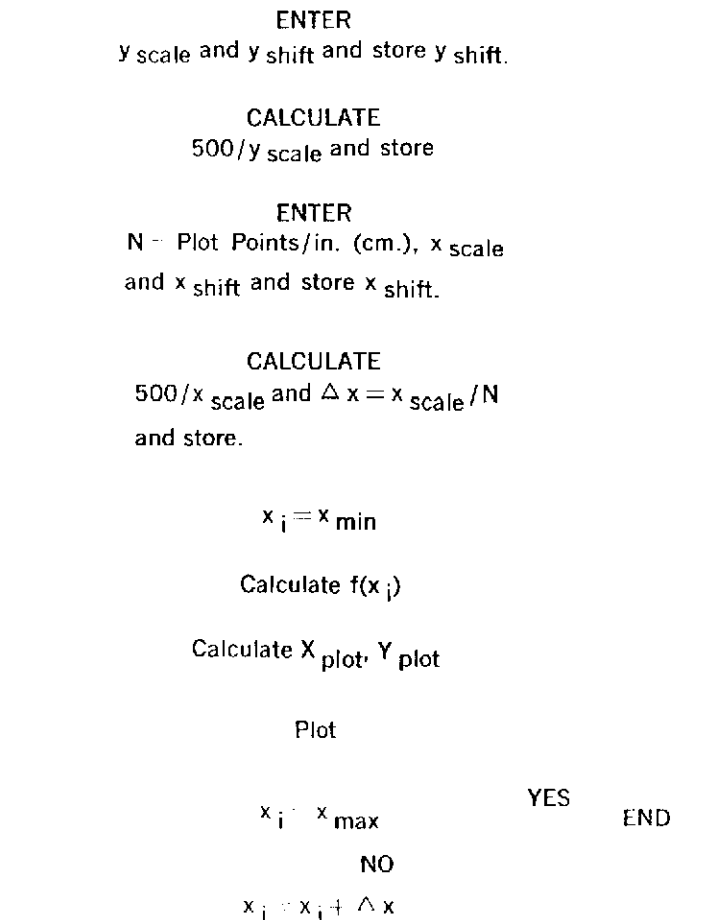 ENTER
y scale and y shift and store y shift.
CALCULATE
500/y scale and store
ENTER
N - Plot Points/in. (cm.), x scale
and x shift and store x shift.
CALCULATE
500/x scale and △ x = x scale/N
and store.
x i = x min
Calculate f(x i)
Calculate X plot, Y plot
Plot
x i x max
YES
END
NO
x i x i + △ x